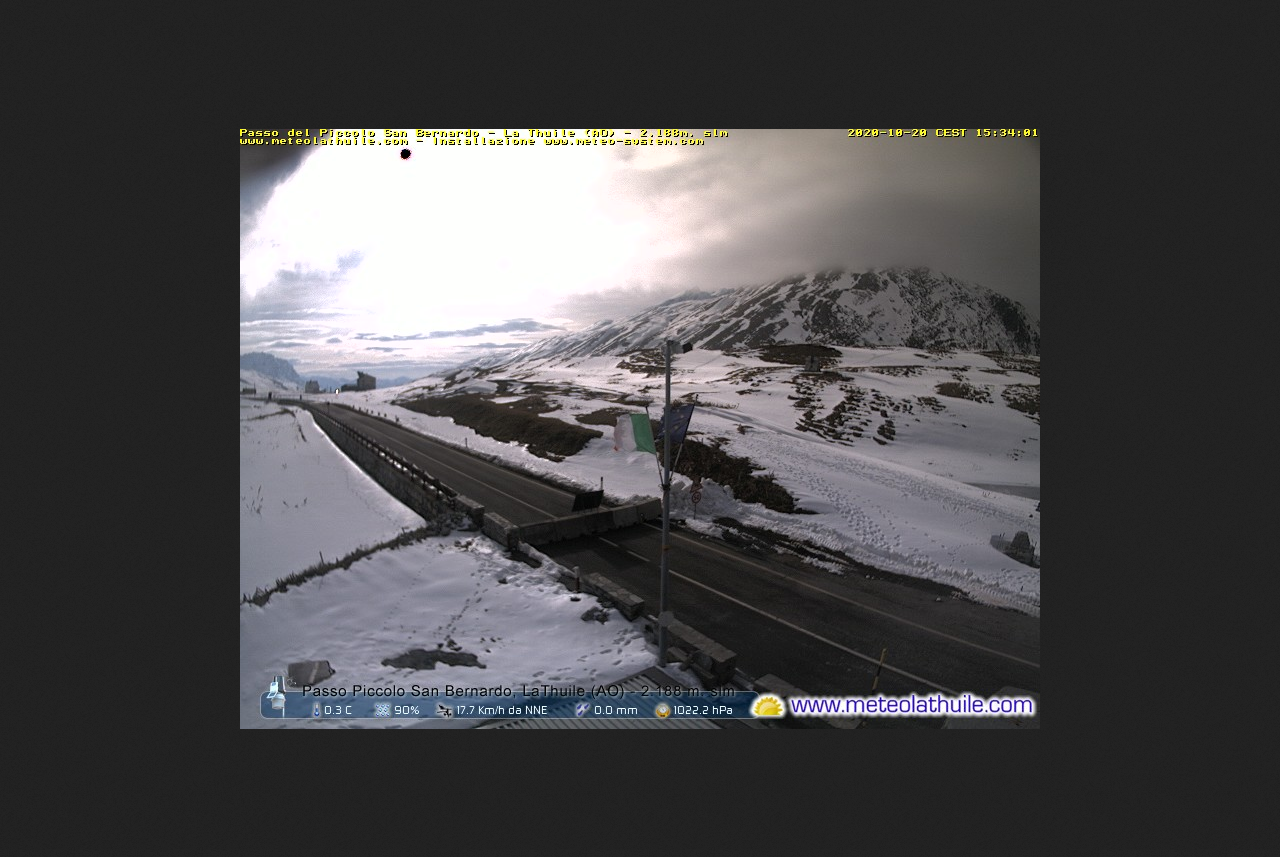 Passo del Piccolo San Bernardo - La Thuile (AO) - 2.188m. slm 2020-10-20 CEST 15:34:01
www.meteolathuile.com - Installazione www.meteo-system.com
Passo Piccolo San Bernardo, LaThuile (AO) - 2.188 m. slm
0.3 C 90% 17.7 Km/h da NNE 0.0 mm 1022.2 hPa
www.meteolathuile.com